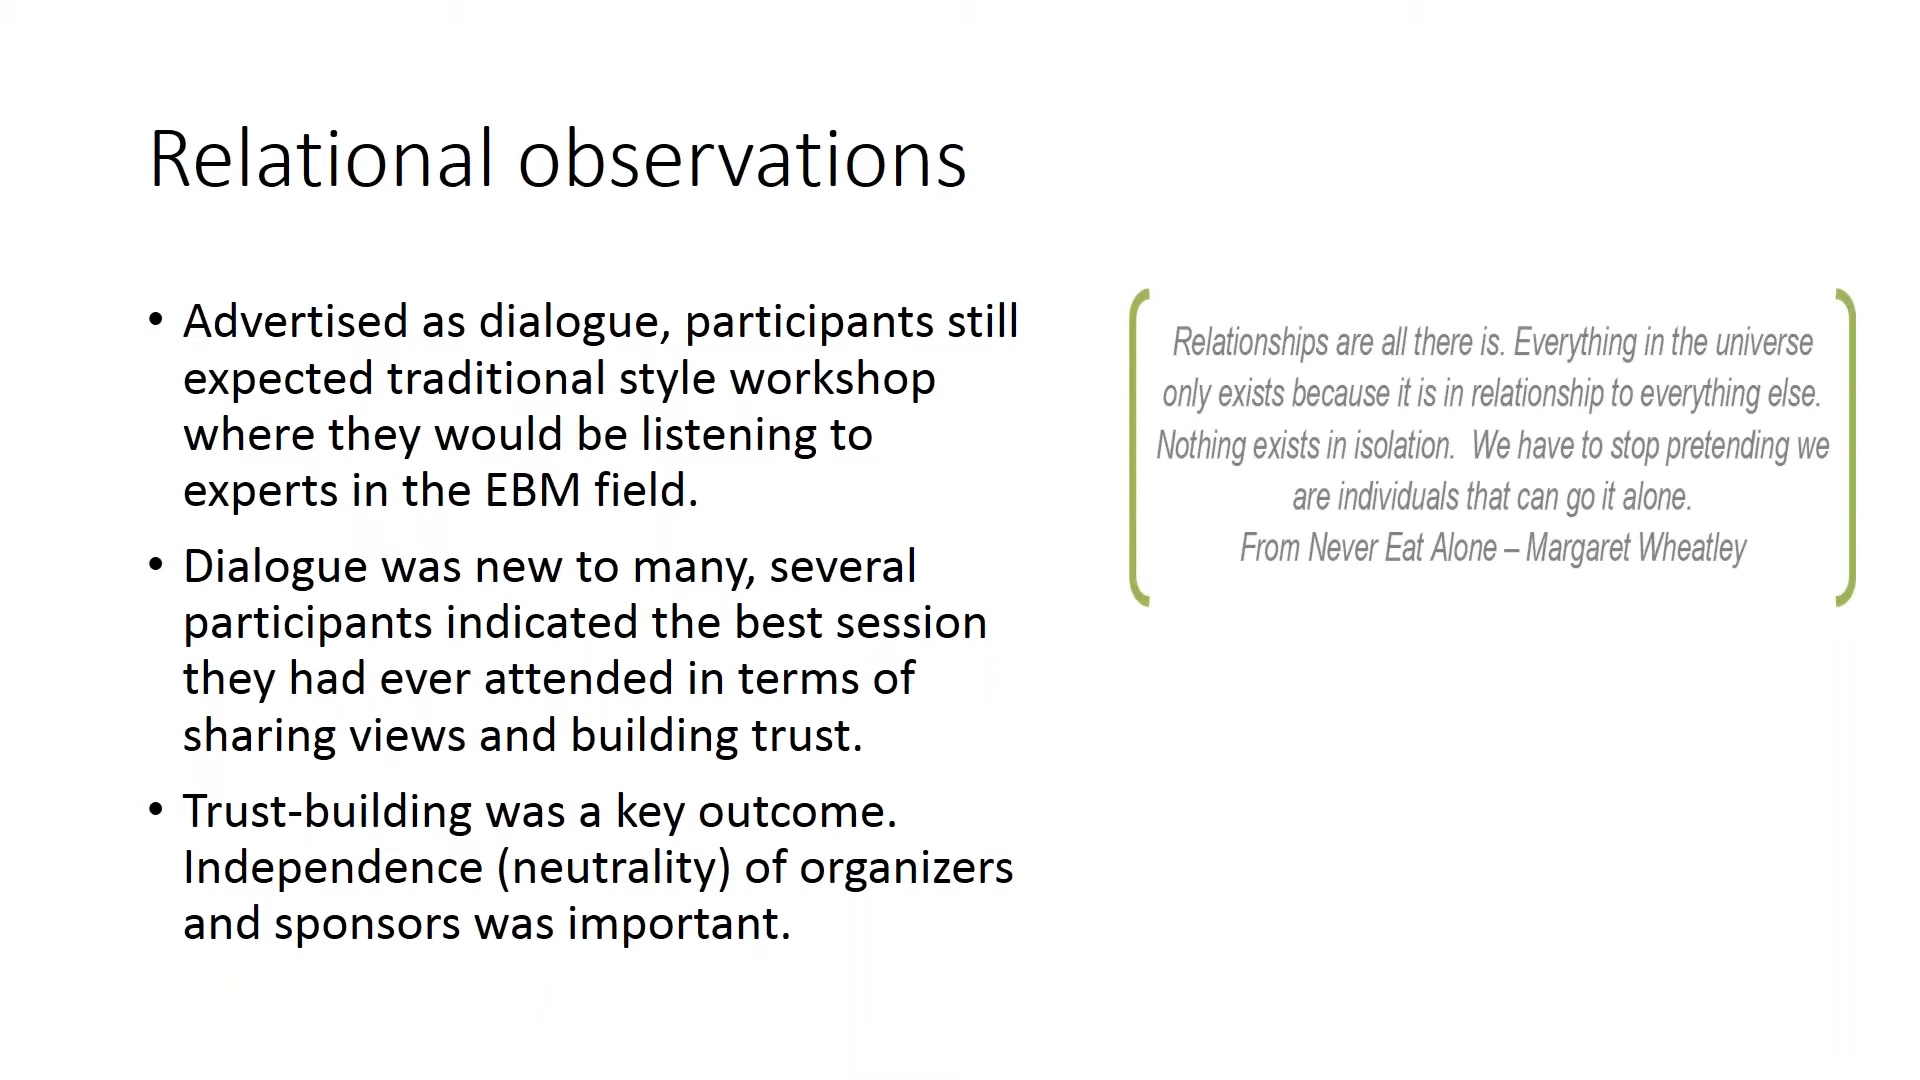 Relational observations
• Advertised as dialogue, participants still
expected traditional style workshop
where they would be listening to
experts in the EBM field.
• Dialogue was new to many, several
participants indicated the best session
they had ever attended in terms of
sharing views and building trust.
• Trust-building was a key outcome.
Independence (neutrality) of organizers
and sponsors was important.
Relationships are all there is. Everything in the universe
only exists because it is in relationship to everything else.
Nothing exists in isolation.  We have to stop pretending we
are individuals that can go it alone.
From Never Eat Alone – Margaret Wheatley